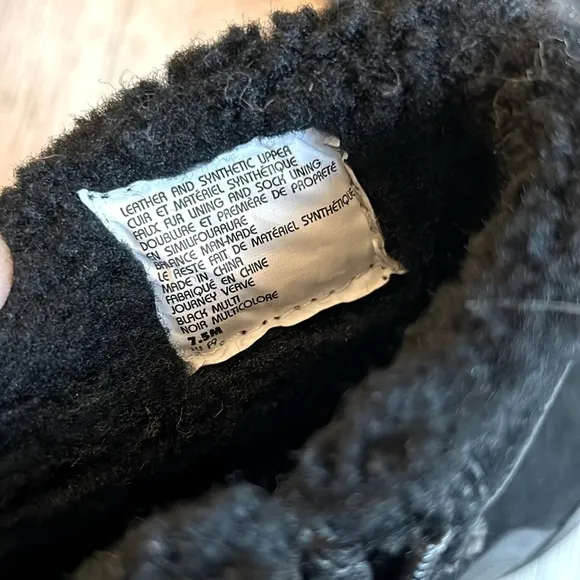 LEATHER AND SYNTHETIC UPPER
CUIR ET MATÉRIEL SYNTHÉTIQUE
FAUX FUR LINING AND SOCK LINING
DOUBLURE ET PREMIÈRE DE PROPRETÉ
EN SIMILIFOURRURE
BALANCE MAN-MADE
LE RESTE FAIT DE MATÉRIEL SYNTHÉTIQUE
MADE IN CHINA
FABRIQUÉ EN CHINE
JOURNEY VERVE
BLACK MULTI
NOIR MULTICOLORE
7.5M